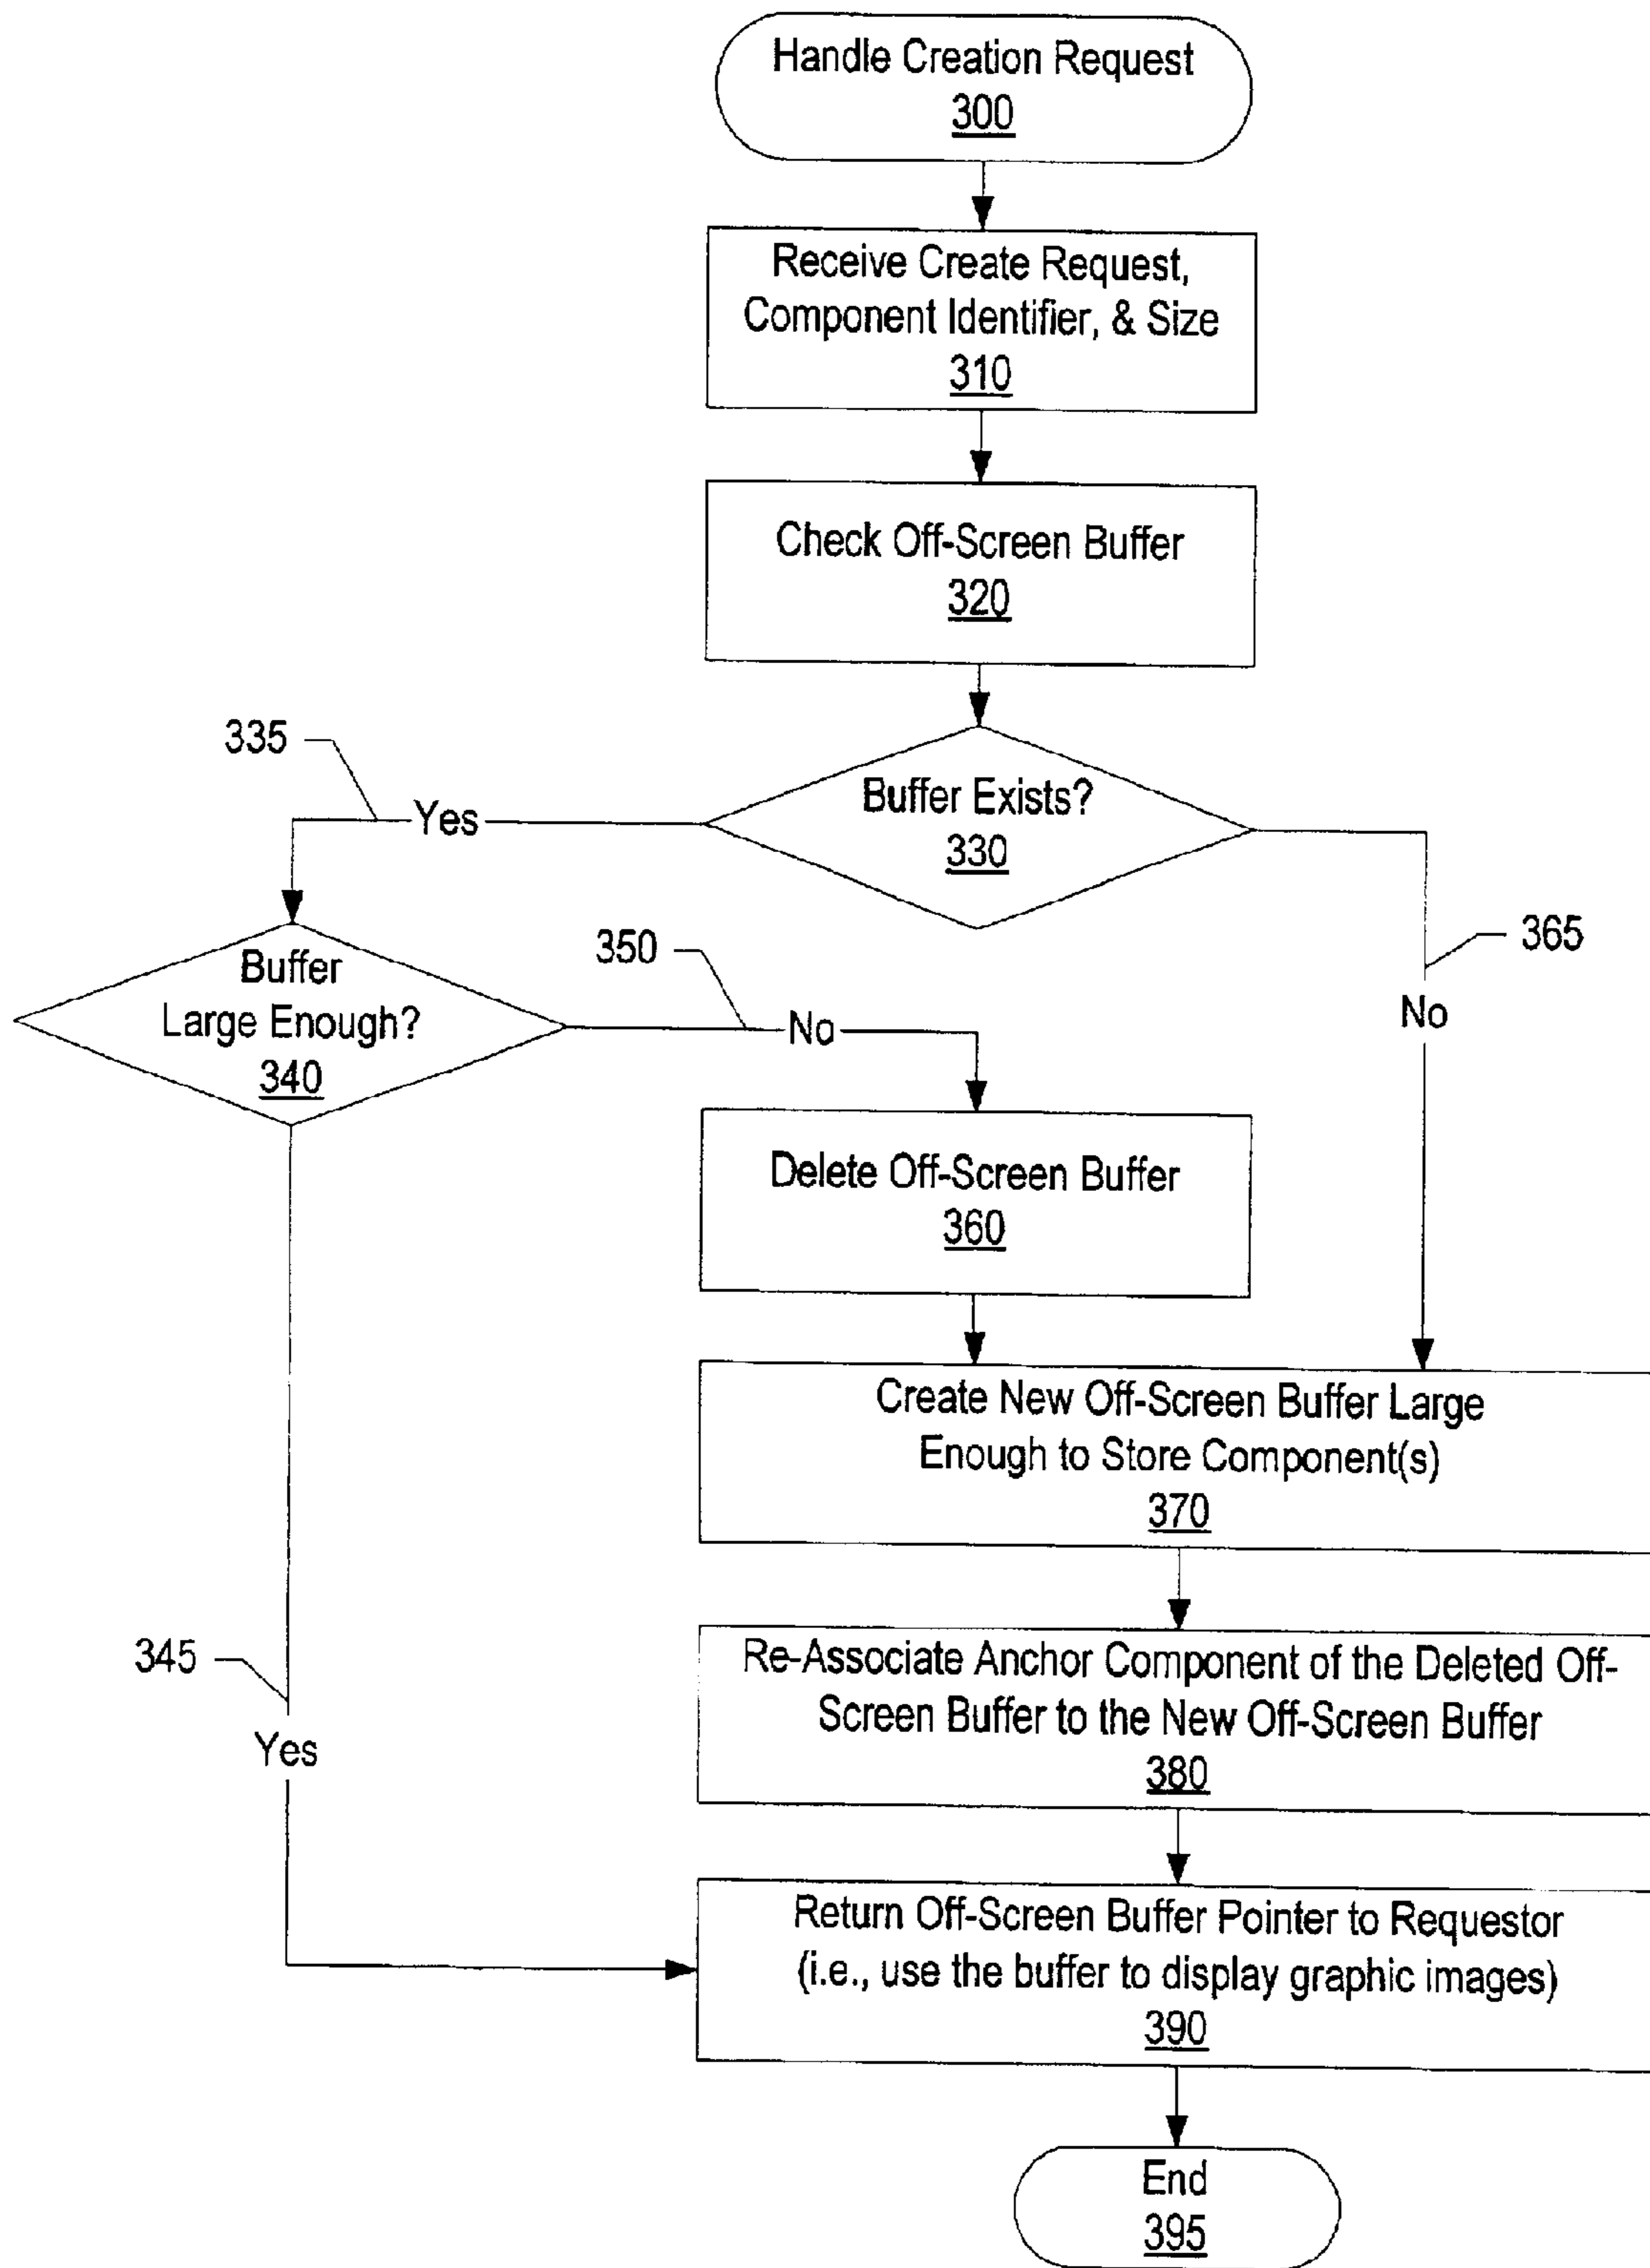 Handle Creation Request
300
Receive Create Request,
Component Identifier, & Size
310
Check Off-Screen Buffer
320
335
Yes
Buffer Exists?
330
365
No
Buffer
Large Enough?
340
350
No
Delete Off-Screen Buffer
360
Create New Off-Screen Buffer Large
Enough to Store Component(s)
370
345
Yes
Re-Associate Anchor Component of the Deleted Off-
Screen Buffer to the New Off-Screen Buffer
380
Return Off-Screen Buffer Pointer to Requestor
(i.e., use the buffer to display graphic images)
390
End
395